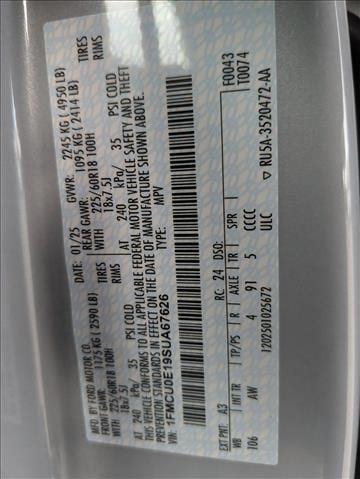 MFD. BY FORD MOTOR CO.
DATE: 01/25 GVWR: 2245 KG ( 4950 LB)
FRONT GAWR: 1175 KG ( 2590 LB) REAR GAWR: 1095 KG ( 2414 LB)
WITH 225/60R18 100H TIRES WITH 225/60R18 100H TIRES
18x7.5J RIMS 18x7.5J RIMS
AT 240 kPa/ 35 PSI COLD AT 240 kPa/ 35 PSI COLD
THIS VEHICLE CONFORMS TO ALL APPLICABLE FEDERAL MOTOR VEHICLE SAFETY AND THEFT
PREVENTION STANDARDS IN EFFECT ON THE DATE OF MANUFACTURE SHOWN ABOVE.
VIN: 1FMCU0E19SUA67626 TYPE: MPV
F0043
T0074
EXT PNT: A3 RC: 24 DSO:
WB INT TR TP/PS R AXLE TR SPR
106 AW 4 91 5 CCCC
ULC
1202501025672 ▽ RU5A-3520472-AA